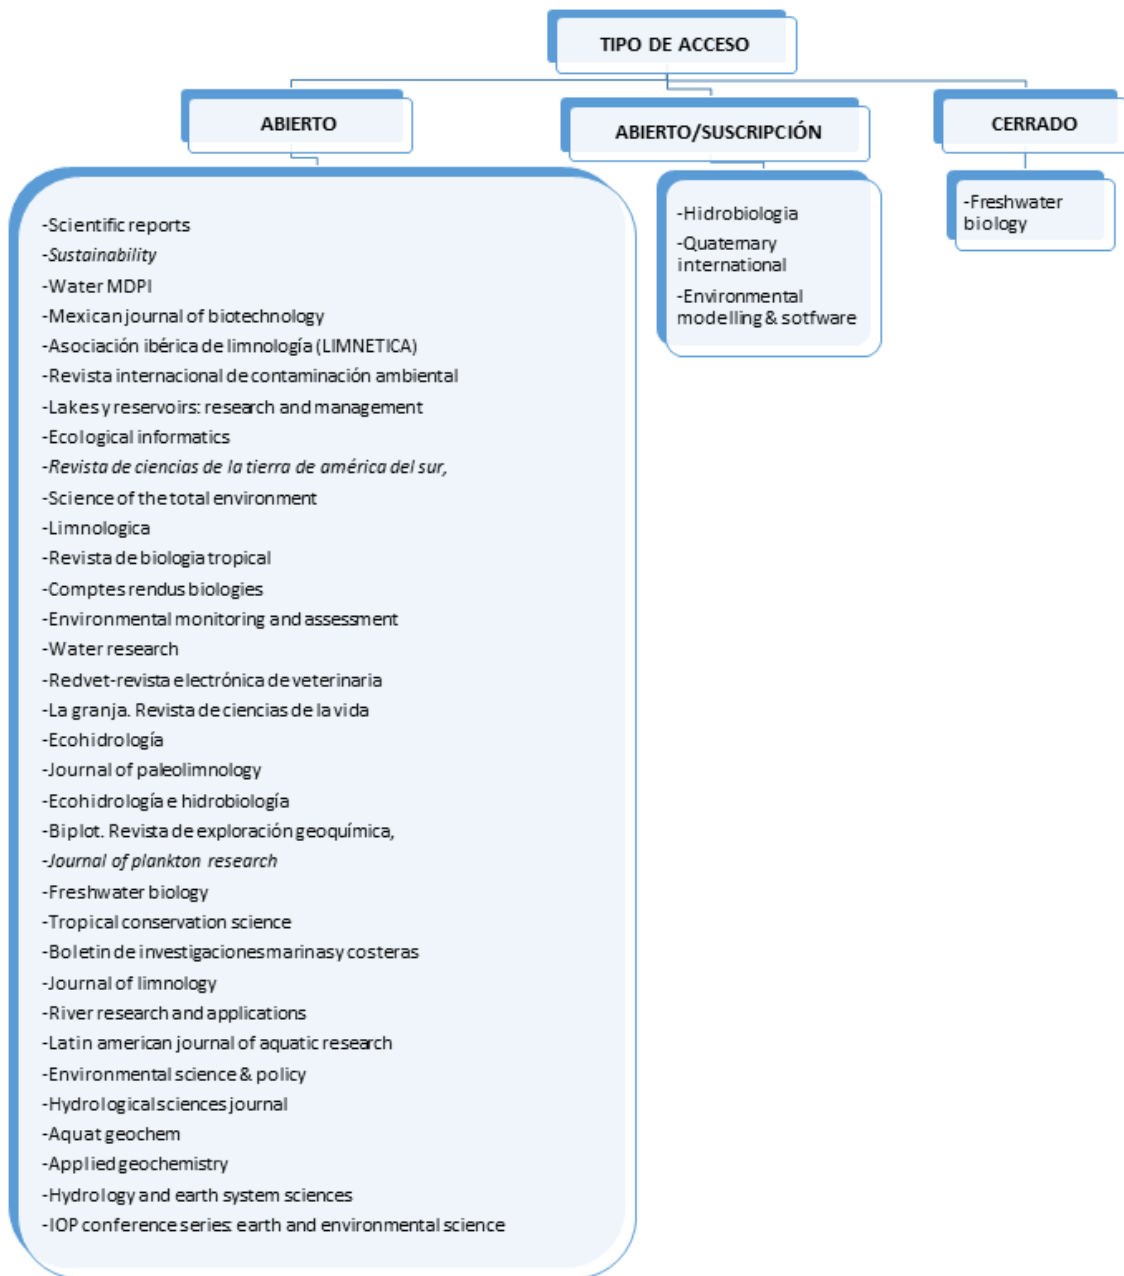 TIPO DE ACCESO
ABIERTO
ABIERTO/SUSCRIPCIÓN
CERRADO
-Scientific reports
-Sustainability
-Water MDPI
-Mexican journal of biotechnology
-Asociación ibérica de limnología (LIMNETICA)
-Revista internacional de contaminación ambiental
-Lakes y reservoirs: research and management
-Ecological informatics
-Revista de ciencias de la tierra de américa del sur,
-Science of the total environment
-Limnologica
-Revista de biologia tropical
-Comptes rendus biologies
-Environmental monitoring and assessment
-Water research
-Redvet-revista electrónica de veterinaria
-La granja. Revista de ciencias de la vida
-Ecohidrología
-Journal of paleolimnology
-Ecohidrología e hidrobiología
-Biplot. Revista de exploración geoquímica,
-Journal of plankton research
-Freshwater biology
-Tropical conservation science
-Boletin de investigaciones marinas y costeras
-Journal of limnology
-River research and applications
-Latin american journal of aquatic research
-Environmental science & policy
-Hydrological sciences journal
-Aquat geochem
-Applied geochemistry
-Hydrology and earth system sciences
-IOP conference series: earth and environmental science
-Hidrobiologia
-Quaternary
international
-Environmental
modelling & sotfware
-Freshwater
biology